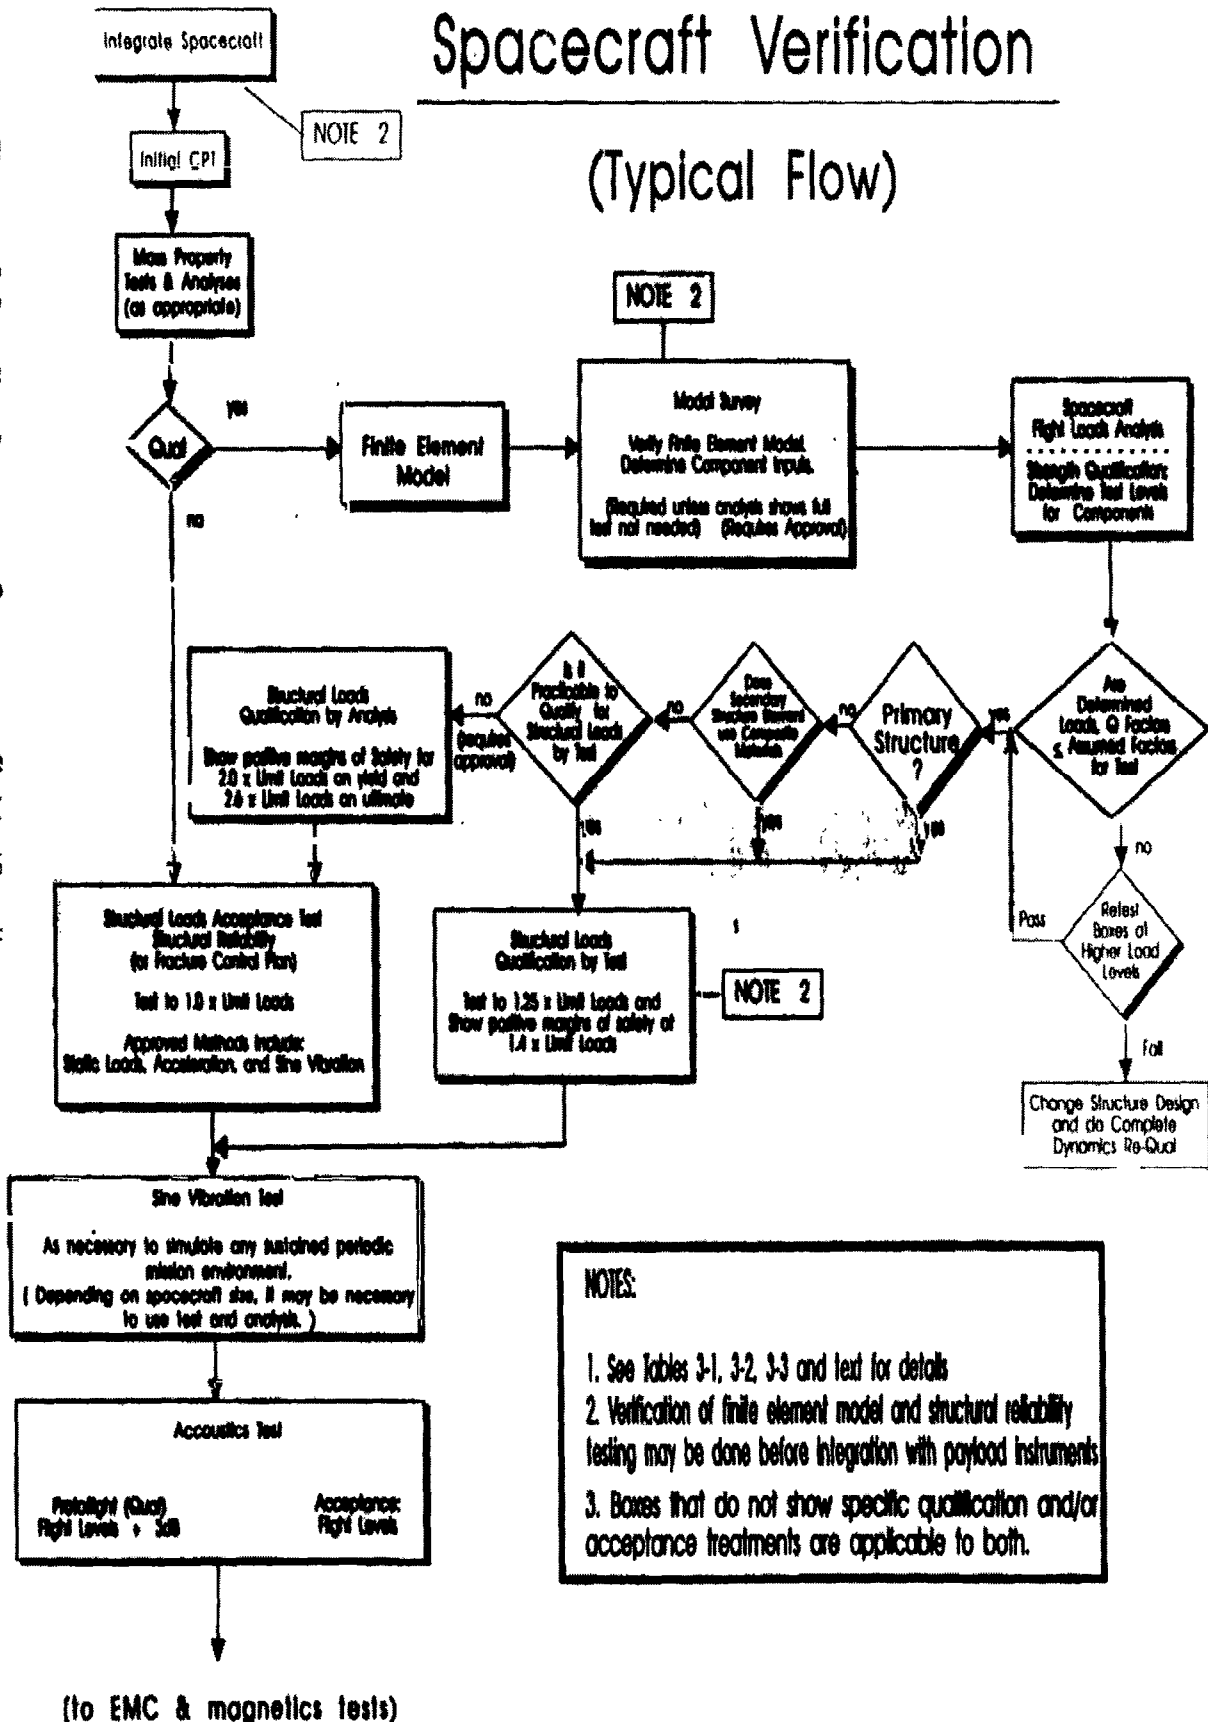 Spacecraft Verification
(Typical Flow)
Integrate Spacecraft
NOTE 2
Initial CPT
Mass Property
Tests & Analyses
(as appropriate)
Qual
yes
no
Finite Element
Model
NOTE 2
Modal Survey
Verify Finite Element Model.
Determine Component Inputs.
(Required unless analysis shows full
test not needed) (Requires Approval)
Spacecraft
Flight Loads Analysis
Strength Qualification:
Determine Test Levels
for Components
Are
Determined
Loads, Q Factors
≤ Assumed Factors
for Test
yes
no
Primary
Structure
?
no
yes
Does
Secondary
Structure Element
use Composite
Materials
no
yes
Is it
Practicable to
Qualify for
Structural Loads
by Test
no
(requires
approval)
yes
Structural Loads
Qualification by Analysis
Show positive margins of Safety for
2.0 x Limit Loads on yield and
2.6 x Limit Loads on ultimate
Retest
Boxes at
Higher Load
Levels
Pass
Fail
Change Structure Design
and do Complete
Dynamics Re-Qual
Structural Loads Acceptance Test
Structural Reliability
(for Fracture Control Plan)
Test to 1.0 x Limit Loads
Approved Methods Include:
Static Loads, Acceleration, and Sine Vibration
Structural Loads
Qualification by Test
Test to 1.25 x Limit Loads and
Show positive margins of safety at
1.4 x Limit Loads
NOTE 2
Sine Vibration Test
As necessary to simulate any sustained periodic
mission environment.
( Depending on spacecraft size, it may be necessary
to use test and analysis. )
Accoustics Test
Protoflight (Qual)
Flight Levels + 3dB
Acceptance:
Flight Levels
(to EMC & magnetics tests)
NOTES:
1. See Tables 3-1, 3-2, 3-3 and text for details
2. Verification of finite element model and structural reliability
testing may be done before integration with payload instruments
3. Boxes that do not show specific qualification and/or
acceptance treatments are applicable to both.